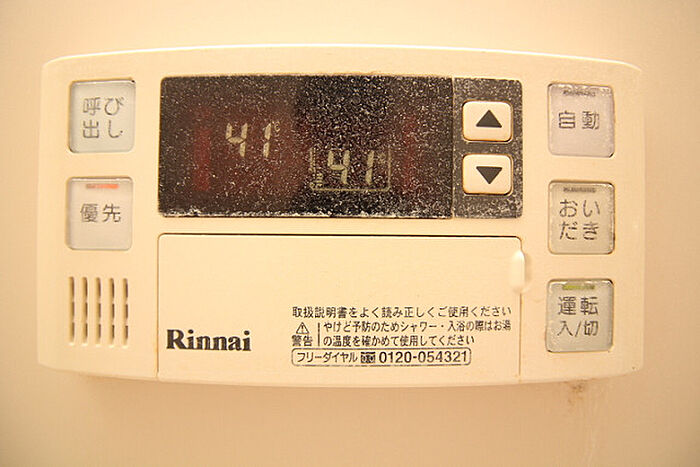 呼び
出し
優先
41
41
▲
▼
自動
おい
だき
運転
入/切
Rinnai
取扱説明書をよく読み正しくご使用ください
⚠警告
やけど予防のためシャワー・入浴の際はお湯
の温度を確かめて使用してください
フリーダイヤル 0120-054321